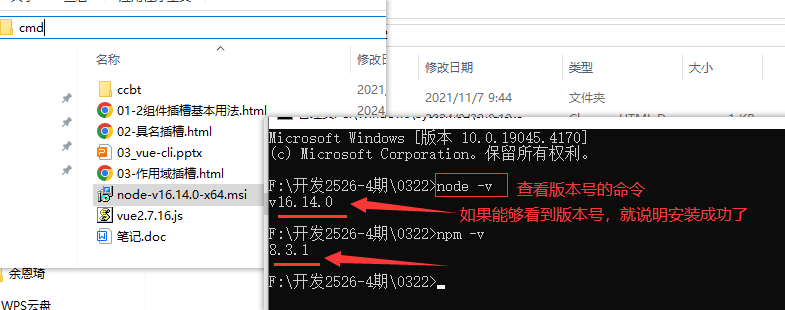 cmd
名称
修改日
ccbt
2021,
01-2组件插槽基本用法.html
02-具名插槽.html
2024
03_vue-cli.pptx
03-作用域插槽.html
node-v16.14.0-x64.msi
vue2.7.16.js
笔记.doc
余恩琦
WPS云盘
修改日期
类型
大小
2021/11/7 9:44
文件夹
Microsoft Windows [版本 10.0.19045.4170]
(c) Microsoft Corporation。保留所有权利。
F:\开发2526-4期\0322>node -v
查看版本号的命令
v16.14.0
如果能够看到版本号，就说明安装成功了
F:\开发2526-4期\0322>npm -v
8.3.1
F:\开发2526-4期\0322>